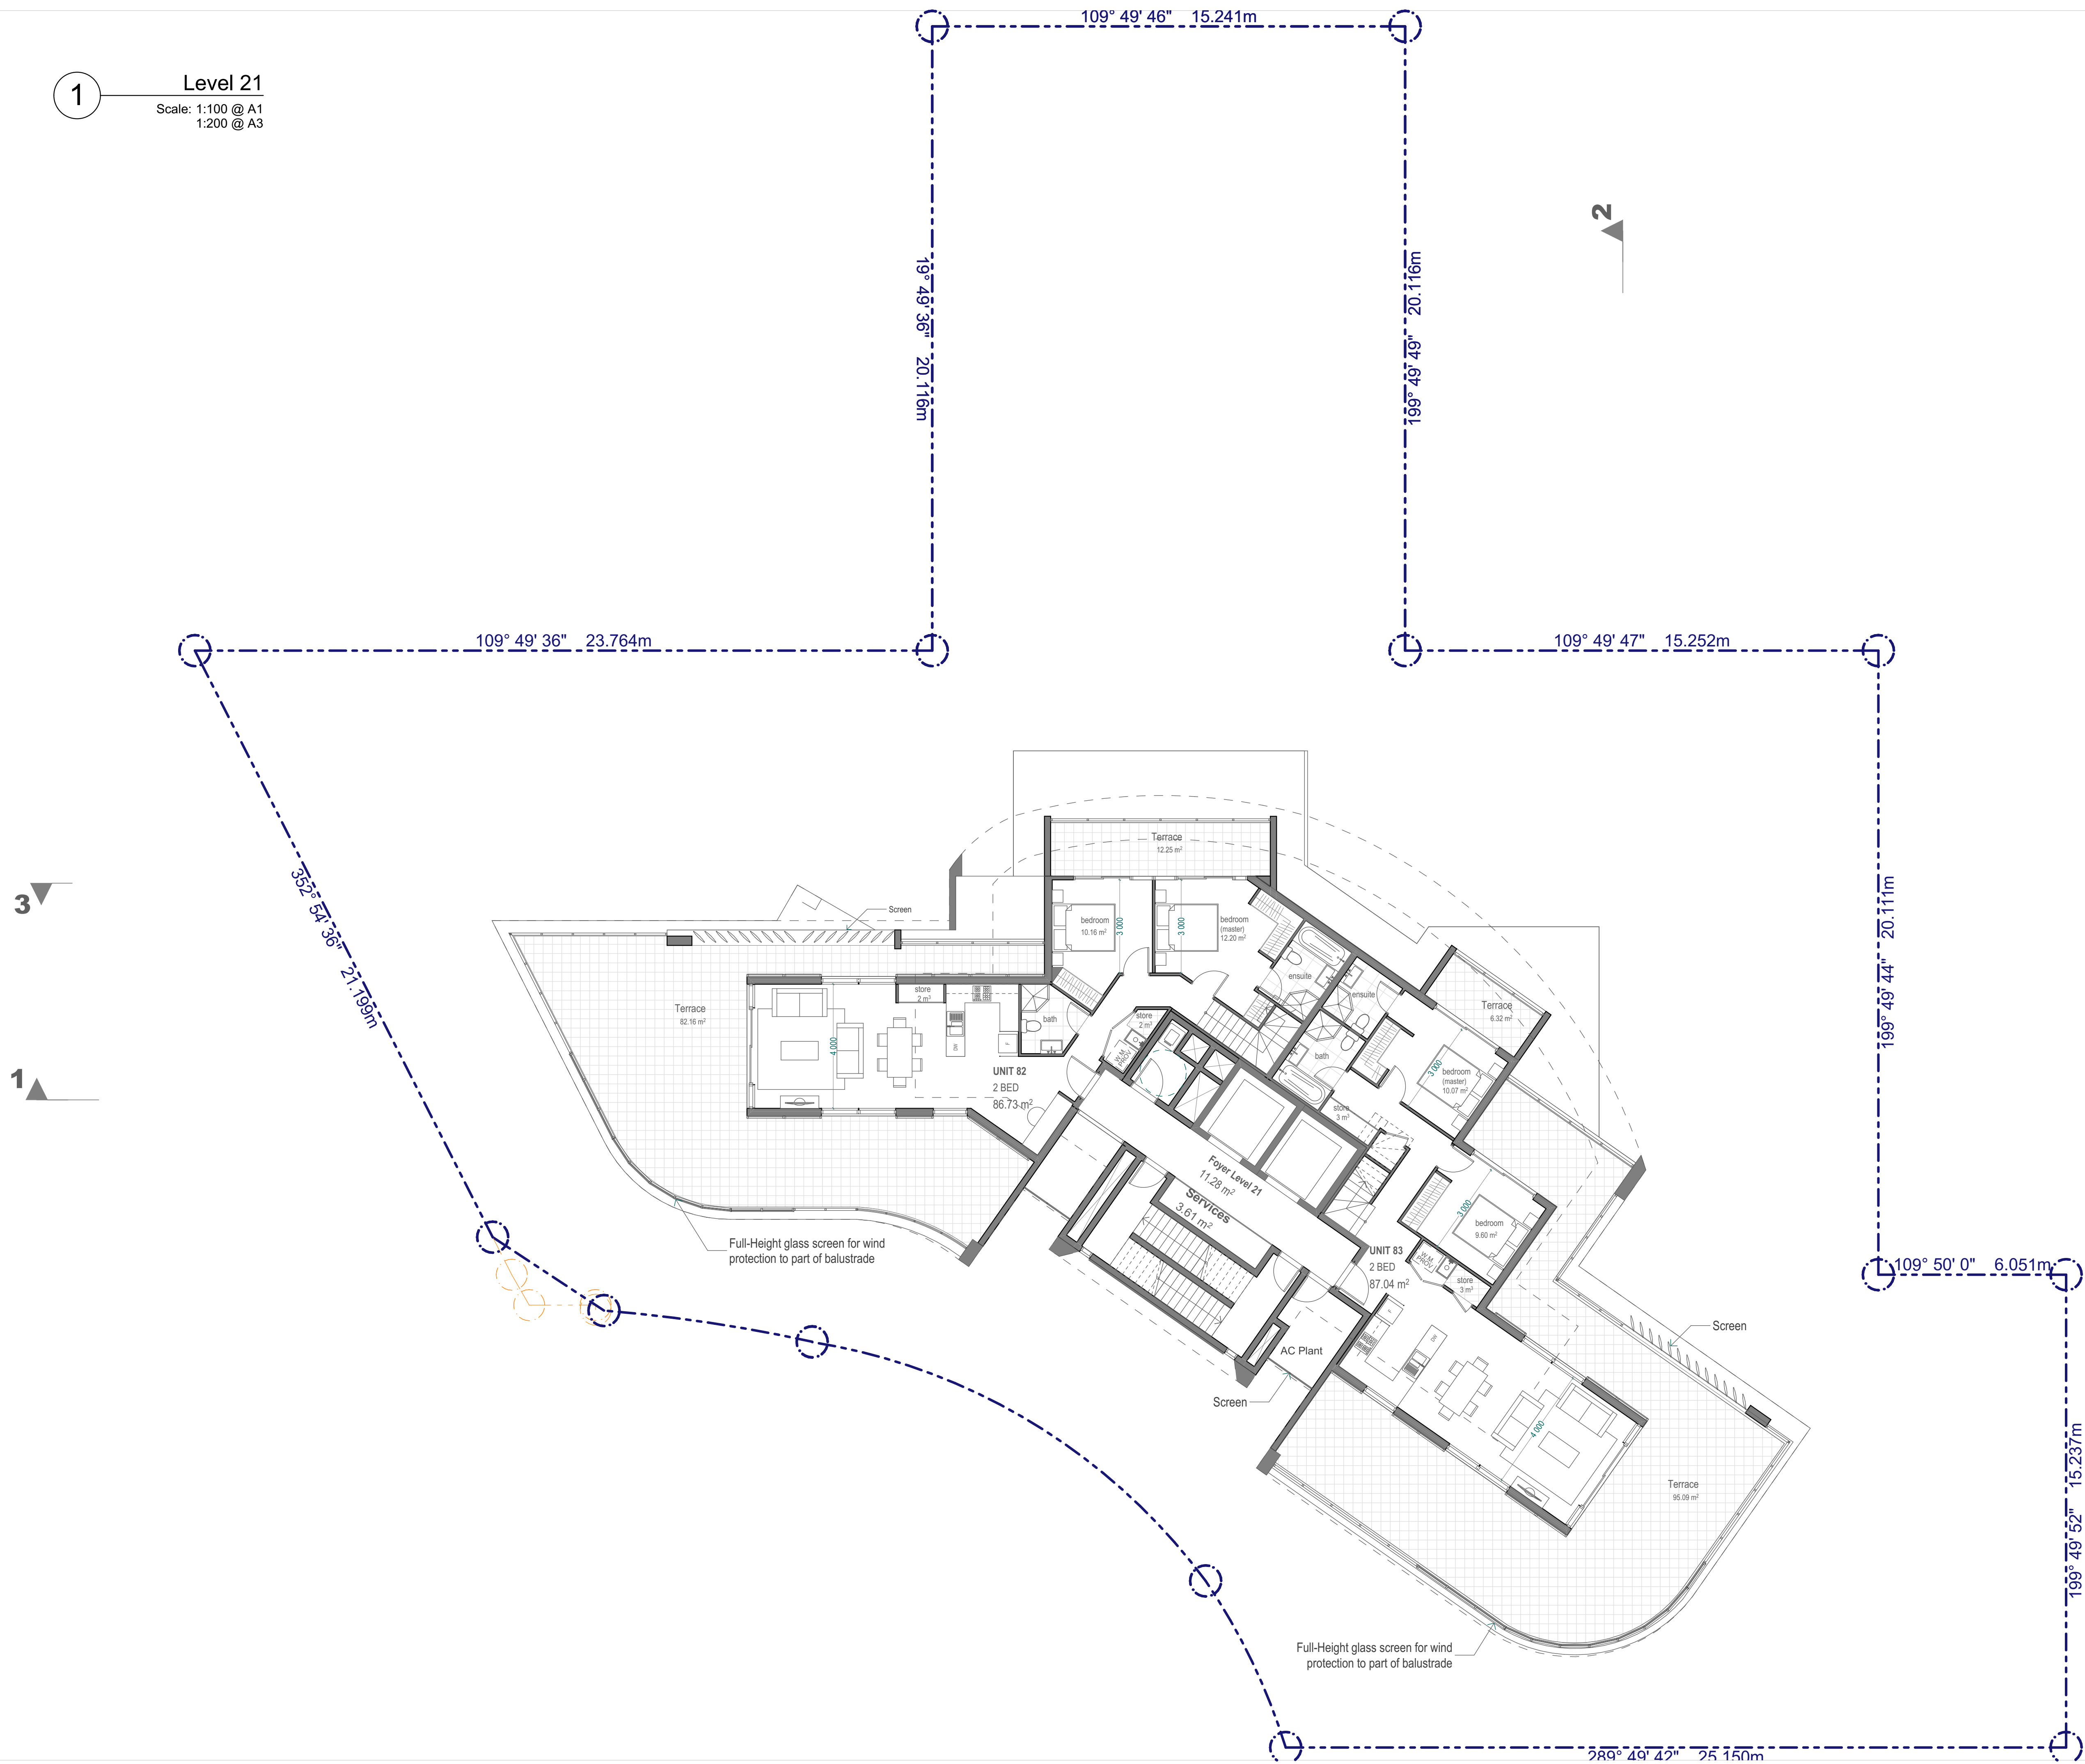 109° 49' 46" 15.241m
1
Level 21
Scale: 1:100 @ A1
1:200 @ A3
2
19° 49' 36" 20.116m
199° 49' 49" 20.116m
109° 49' 36" 23.764m
109° 49' 47" 15.252m
352° 54' 36" 21.199m
199° 49' 44" 20.111m
3
1
Terrace
12.25 m²
Screen
bedroom
10.16 m²
3 000
3 000
bedroom
(master)
12.20 m²
ensuite
store
2 m³
Terrace
82.16 m²
4 000
DW
F
bath
store
2 m³
W.M.
PROV
ensuite
Terrace
6.32 m²
bath
3 000
bedroom
(master)
10.07 m²
UNIT 82
2 BED
86.73 m²
store
3 m³
Foyer Level 21
11.28 m²
Services
3.61 m²
3 000
bedroom
9.60 m²
Full-Height glass screen for wind
protection to part of balustrade
UNIT 83
2 BED
87.04 m²
W.M.
PROV
store
3 m³
109° 50' 0" 6.051m
F
DW
AC Plant
Screen
Screen
4 000
Terrace
95.09 m²
199° 49' 52" 15.237m
Full-Height glass screen for wind
protection to part of balustrade
289° 49' 42" 25.150m